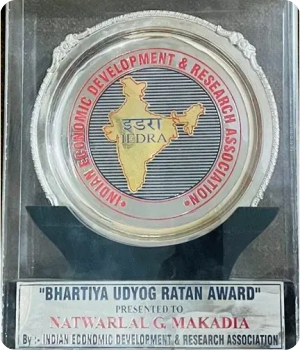 • INDIAN ECONOMIC DEVELOPMENT & RESEARCH ASSOCIATION •
इडरा
IEDRA
"BHARTIYA UDYOG RATAN AWARD"
PRESENTED TO
NATWARLAL G. MAKADIA
By :- INDIAN ECONOMIC DEVELOPMENT & RESEARCH ASSOCIATION